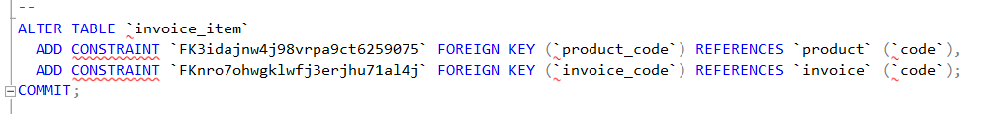 --
ALTER TABLE `invoice_item`
ADD CONSTRAINT `FK3idajnw4j98vrpa9ct6259075` FOREIGN KEY (`product_code`) REFERENCES `product` (`code`),
ADD CONSTRAINT `FKnro7ohwgklwfj3erjhu71al4j` FOREIGN KEY (`invoice_code`) REFERENCES `invoice` (`code`);
COMMIT;